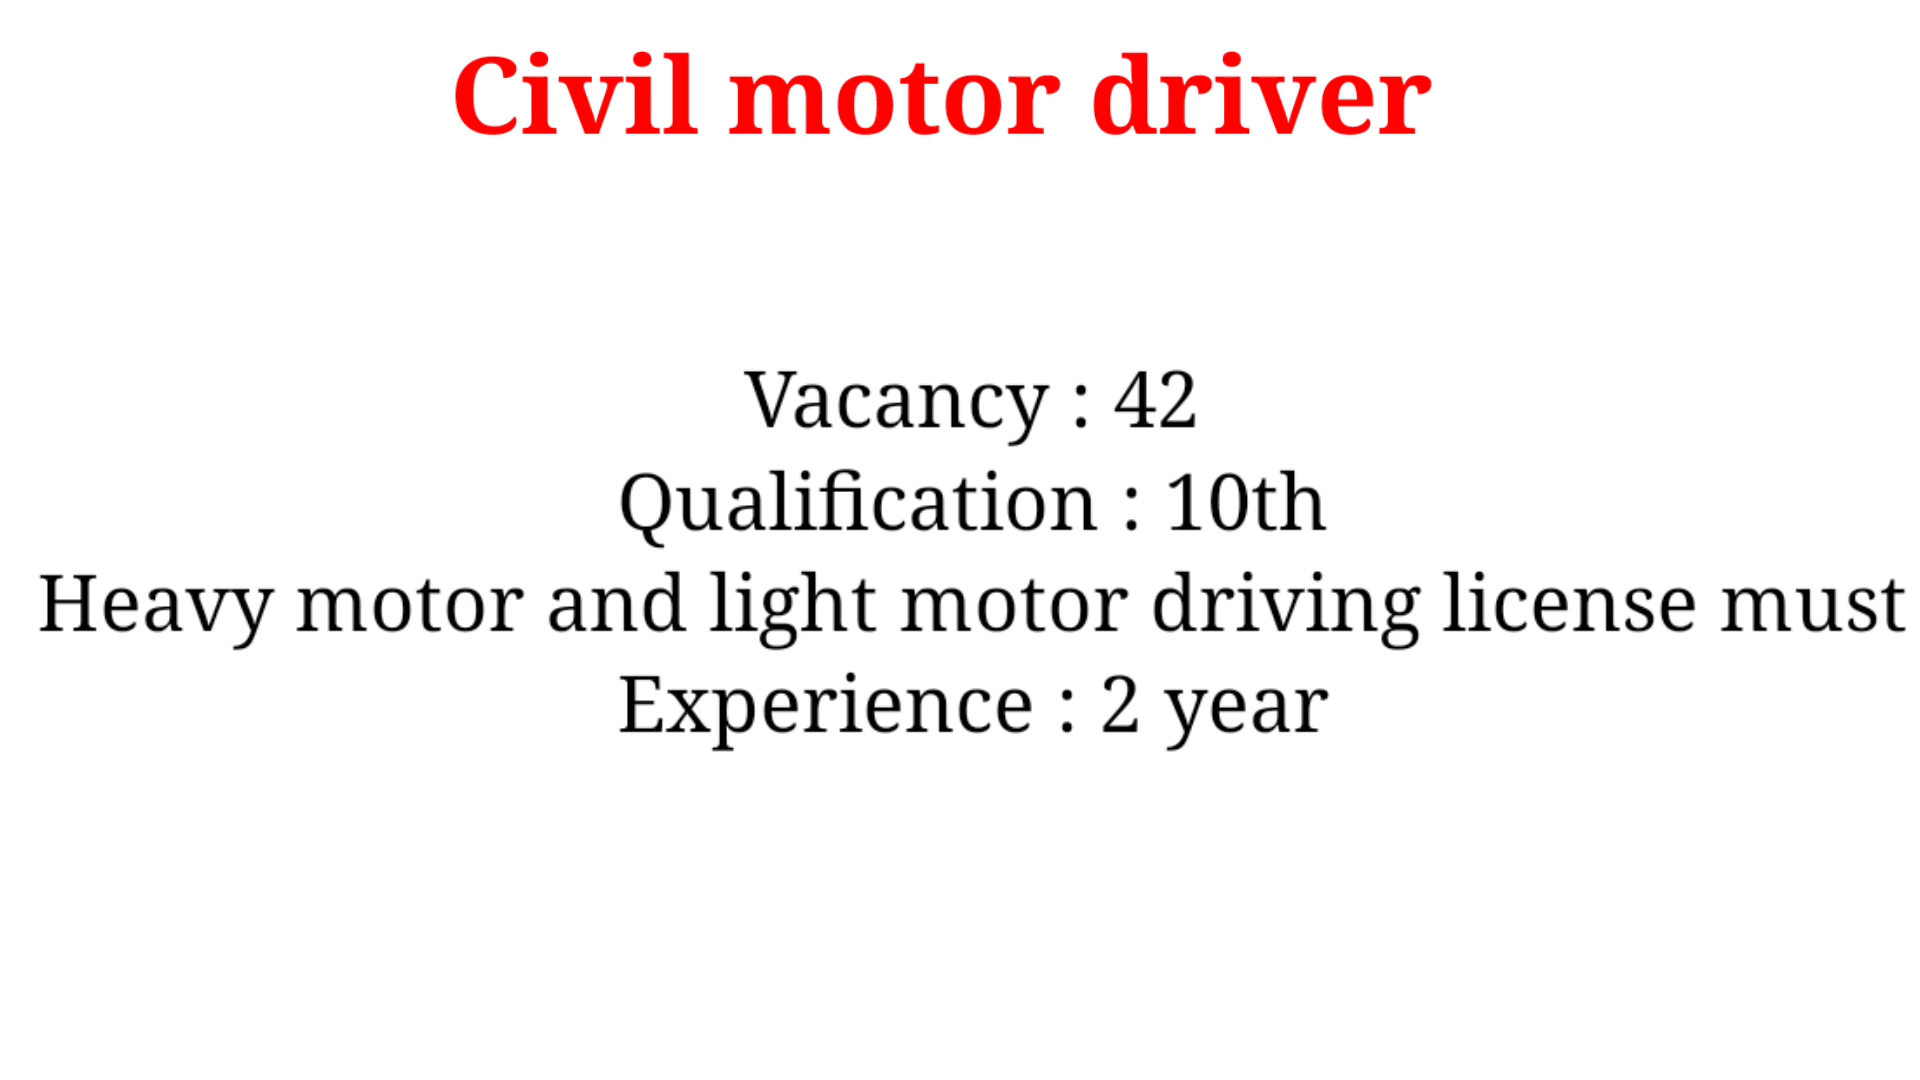 Civil motor driver
Vacancy : 42
Qualification : 10th
Heavy motor and light motor driving license must
Experience : 2 year